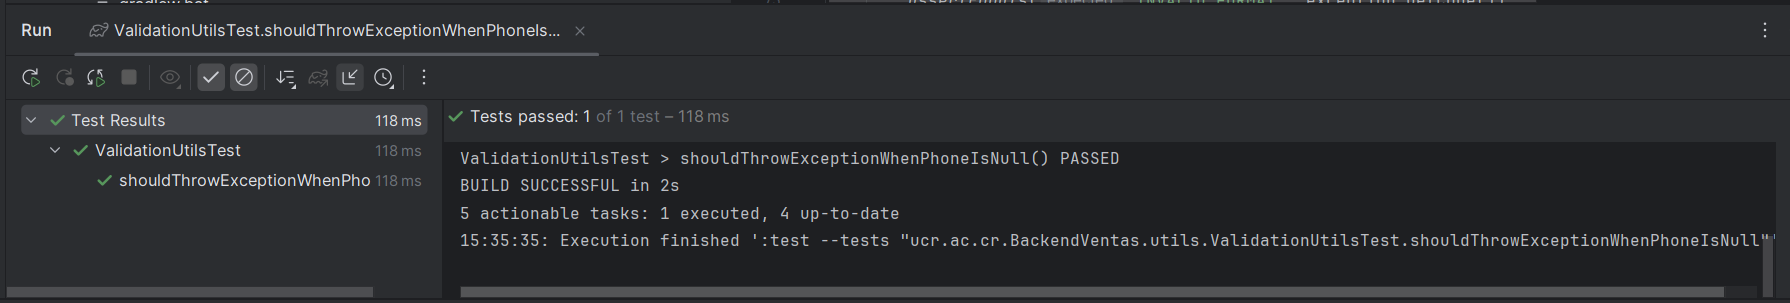 Run
ValidationUtilsTest.shouldThrowExceptionWhenPhoneIs...
Test Results 118 ms
ValidationUtilsTest 118 ms
shouldThrowExceptionWhenPho 118 ms
Tests passed: 1 of 1 test – 118 ms
ValidationUtilsTest > shouldThrowExceptionWhenPhoneIsNull() PASSED
BUILD SUCCESSFUL in 2s
5 actionable tasks: 1 executed, 4 up-to-date
15:35:35: Execution finished ':test --tests "ucr.ac.cr.BackendVentas.utils.ValidationUtilsTest.shouldThrowExceptionWhenPhoneIsNull"'